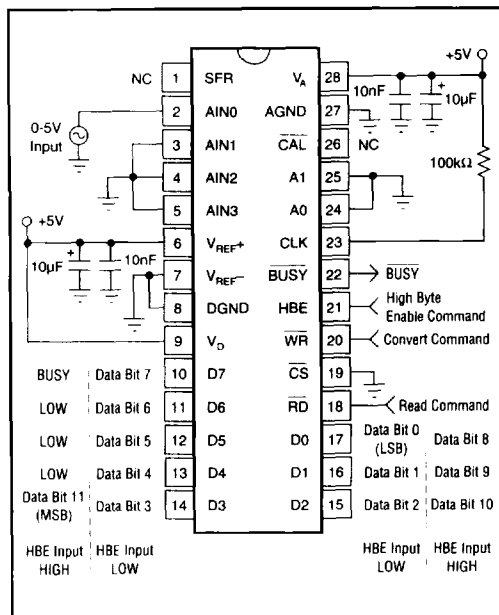 +5V
NC 1 SFR VA 28 10nF + 10µF
0-5V Input 2 AIN0 AGND 27
3 AIN1 CAL 26 NC
4 AIN2 A1 25 100kΩ
5 AIN3 A0 24
+5V
6 VREF+ CLK 23
10µF + 10nF 7 VREF– BUSY 22 BUSY
8 DGND HBE 21 High Byte Enable Command
9 VD WR 20 Convert Command
BUSY Data Bit 7 10 D7 CS 19
LOW Data Bit 6 11 D6 RD 18 Read Command
LOW Data Bit 5 12 D5 D0 17 Data Bit 0 (LSB) Data Bit 8
LOW Data Bit 4 13 D4 D1 16 Data Bit 1 Data Bit 9
Data Bit 11 (MSB) Data Bit 3 14 D3 D2 15 Data Bit 2 Data Bit 10
HBE Input HIGH HBE Input LOW HBE Input LOW HBE Input HIGH